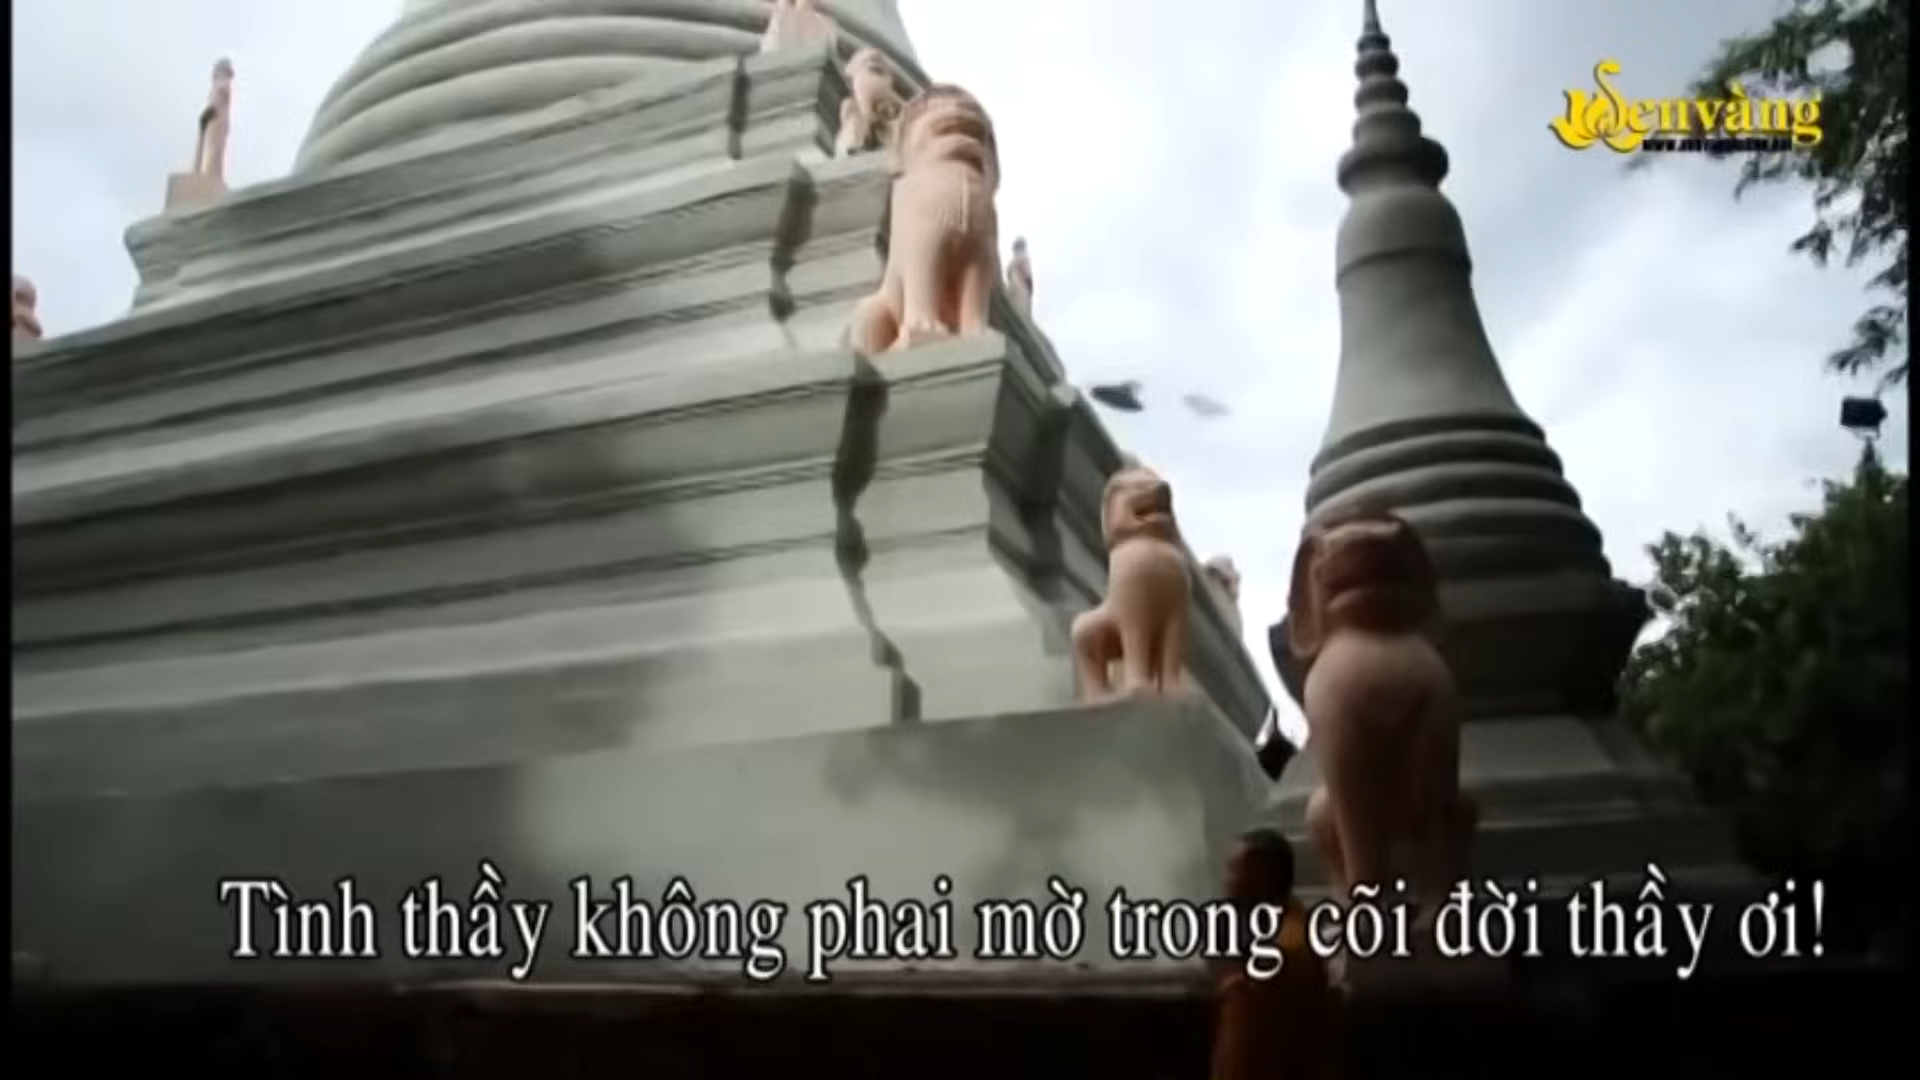 Senvàng
Tình thầy không phai mờ trong cõi đời thầy ơi!